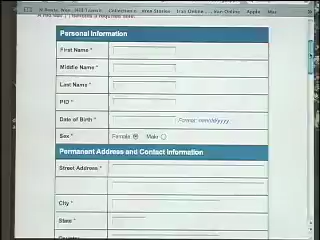 Personal Information
First Name *
Middle Name *
Last Name *
PID *
Date of Birth * Format: mm/dd/yyyy
Sex * Female Male
Permanent Address and Contact Information
Street Address *
City *
State *
Country